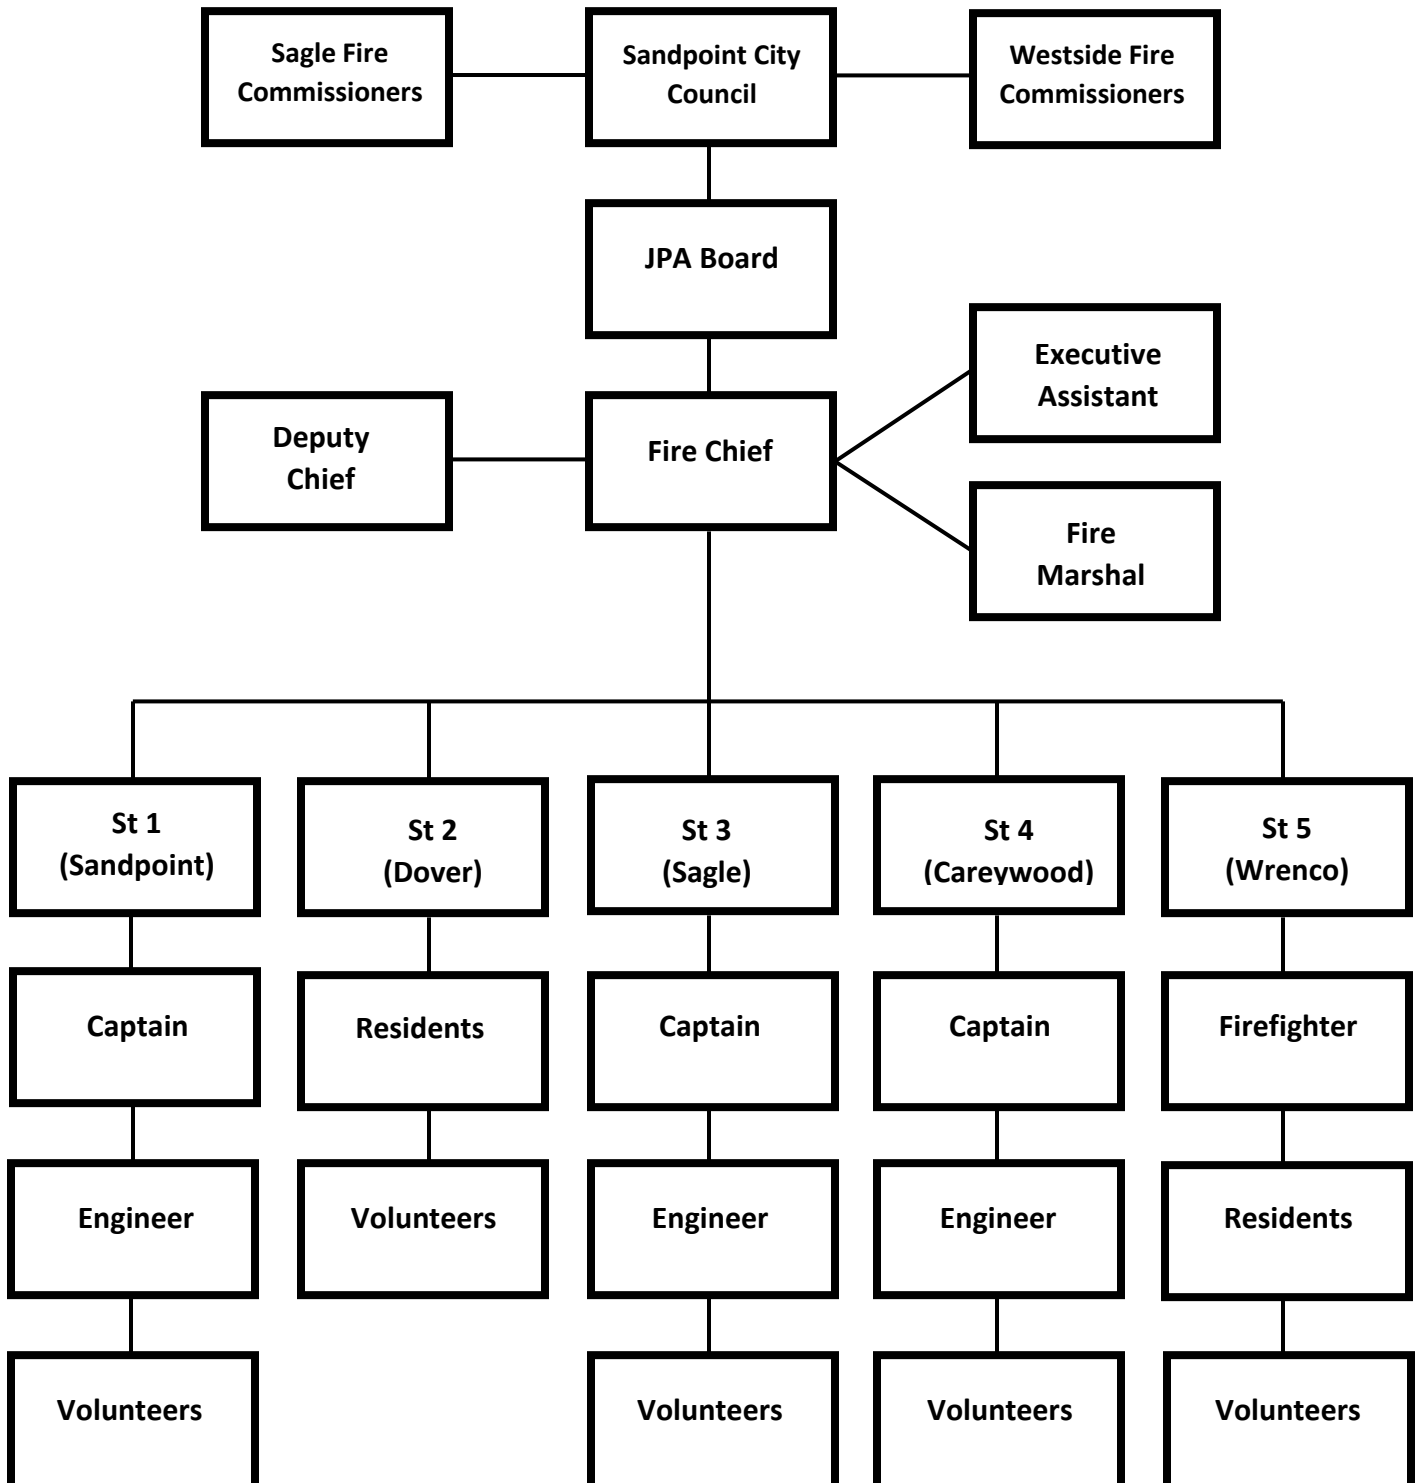 Sagle Fire
Commissioners
Sandpoint City
Council
Westside Fire
Commissioners
JPA Board
Executive
Assistant
Deputy
Chief
Fire Chief
Fire
Marshal
St 1
(Sandpoint)
St 2
(Dover)
St 3
(Sagle)
St 4
(Careywood)
St 5
(Wrenco)
Captain
Residents
Captain
Captain
Firefighter
Engineer
Volunteers
Engineer
Engineer
Residents
Volunteers
Volunteers
Volunteers
Volunteers